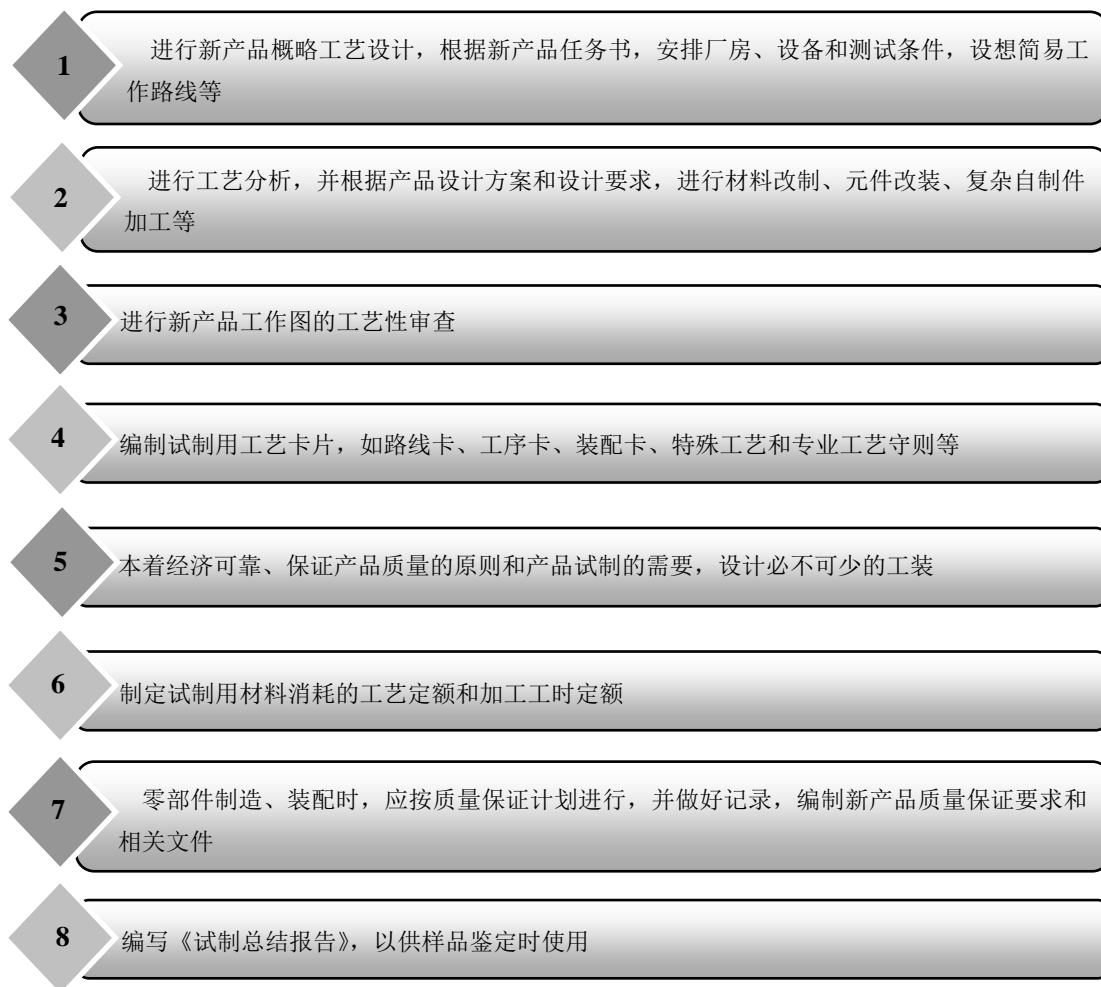 1
进行新产品概略工艺设计，根据新产品任务书，安排厂房、设备和测试条件，设想简易工
作路线等
2
进行工艺分析，并根据产品设计方案和设计要求，进行材料改制、元件改装、复杂自制件
加工等
3
进行新产品工作图的工艺性审查
4
编制试制用工艺卡片，如路线卡、工序卡、装配卡、特殊工艺和专业工艺守则等
5
本着经济可靠、保证产品质量的原则和产品试制的需要，设计必不可少的工装
6
制定试制用材料消耗的工艺定额和加工工时定额
7
零部件制造、装配时，应按质量保证计划进行，并做好记录，编制新产品质量保证要求和
相关文件
8
编写《试制总结报告》，以供样品鉴定时使用